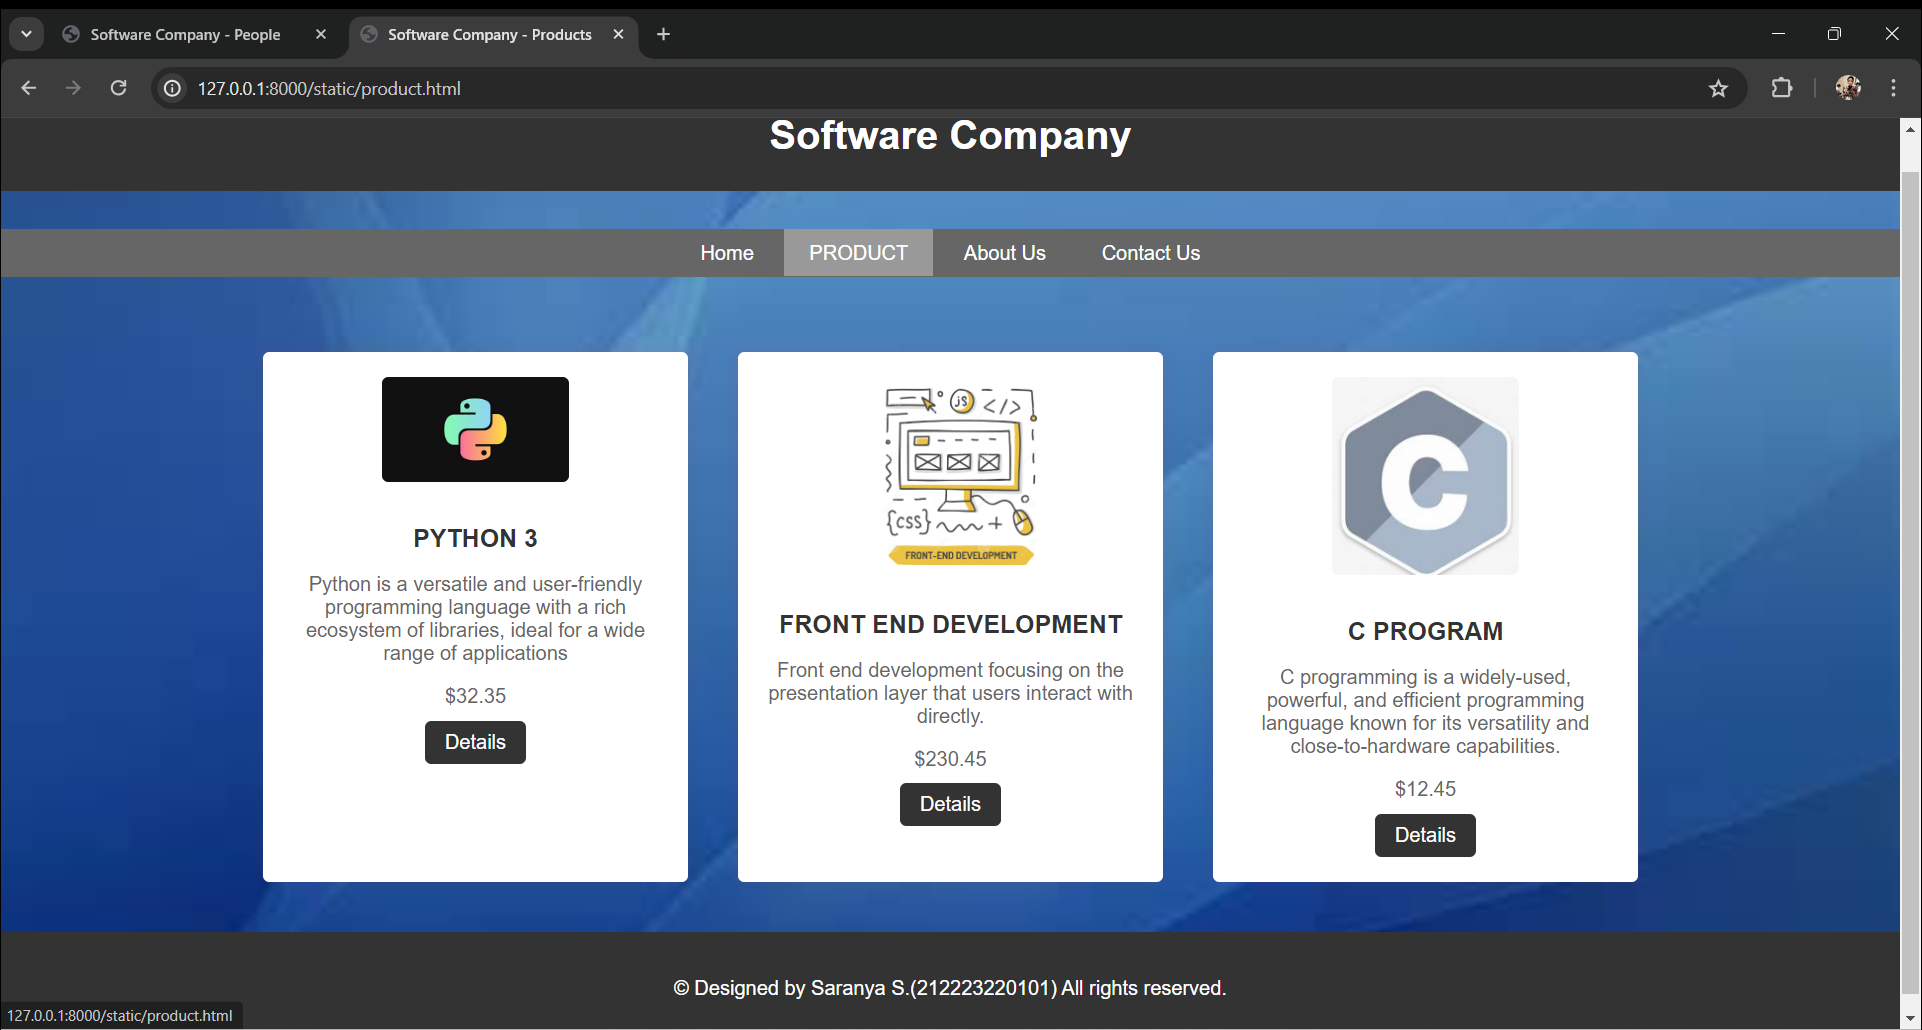 Software Company - People
Software Company - Products
127.0.0.1:8000/static/product.html
Software Company
Home PRODUCT About Us Contact Us
JS </>
{css}
FRONT-END DEVELOPMENT
C
PYTHON 3
Python is a versatile and user-friendly
programming language with a rich
ecosystem of libraries, ideal for a wide
range of applications
$32.35
Details
FRONT END DEVELOPMENT
Front end development focusing on the
presentation layer that users interact with
directly.
$230.45
Details
C PROGRAM
C programming is a widely-used,
powerful, and efficient programming
language known for its versatility and
close-to-hardware capabilities.
$12.45
Details
© Designed by Saranya S.(212223220101) All rights reserved.
127.0.0.1:8000/static/product.html